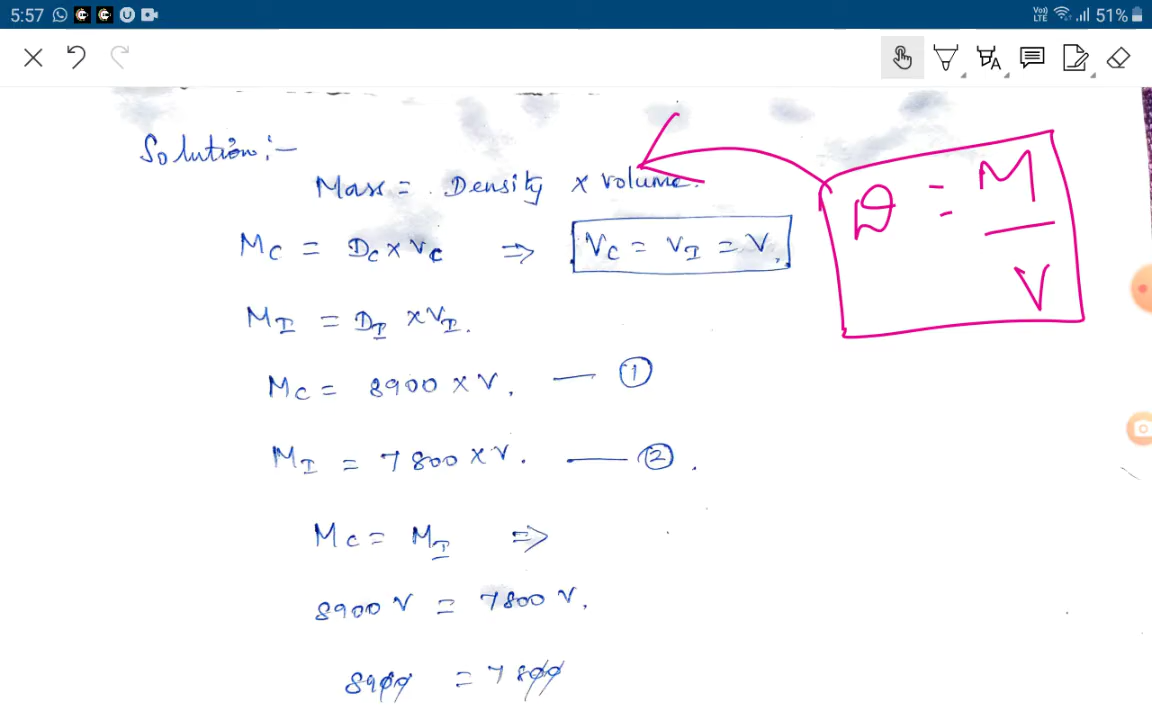 5:57 51%
Solution:-
Mass = Density x volume.
D = M / V
Mc = Dc x Vc ⇒ Vc = VI = V,
MI = DI x VI.
Mc = 8900 x V, — ①
MI = 7800 x V. — ②.
Mc = MI ⇒
8900 V = 7800 V,
8900 = 7800